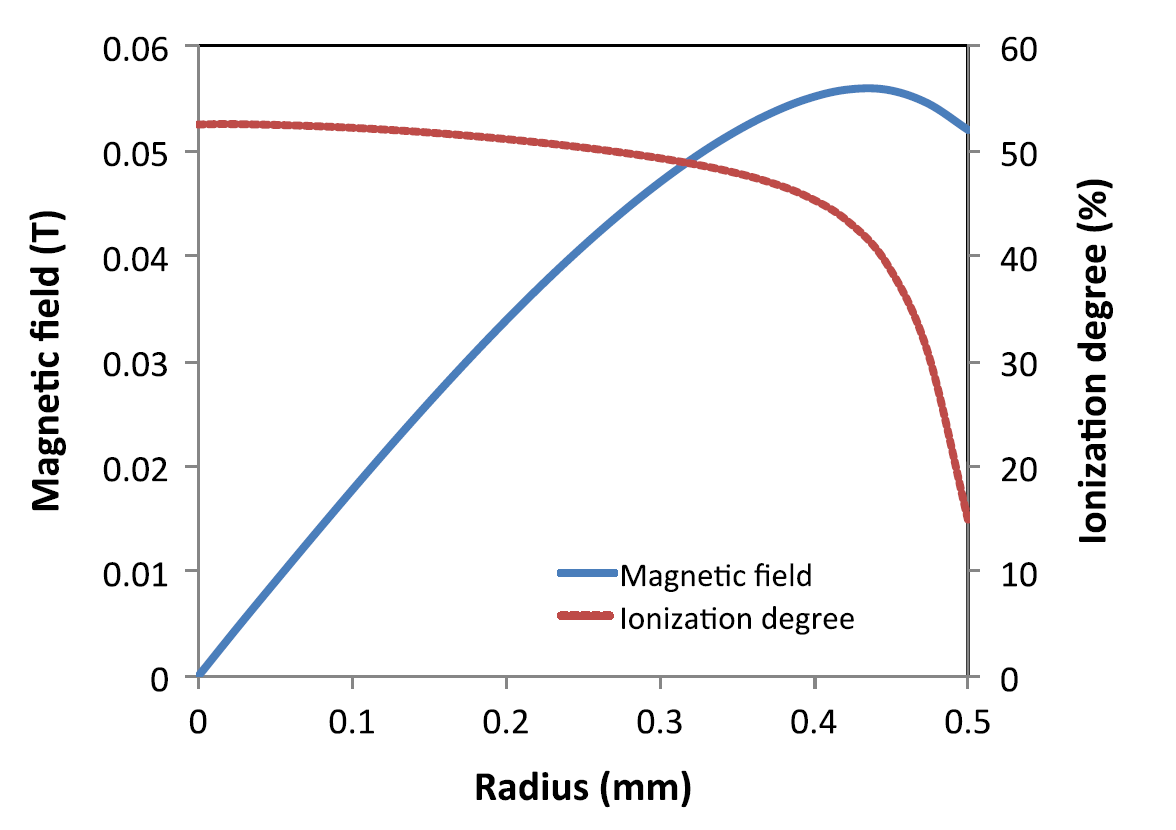 Magnetic field (T)
0.06
0.05
0.04
0.03
0.02
0.01
0
60
50
40
30
20
10
0
Ionization degree (%)
Magnetic field
Ionization degree
0 0.1 0.2 0.3 0.4 0.5
Radius (mm)